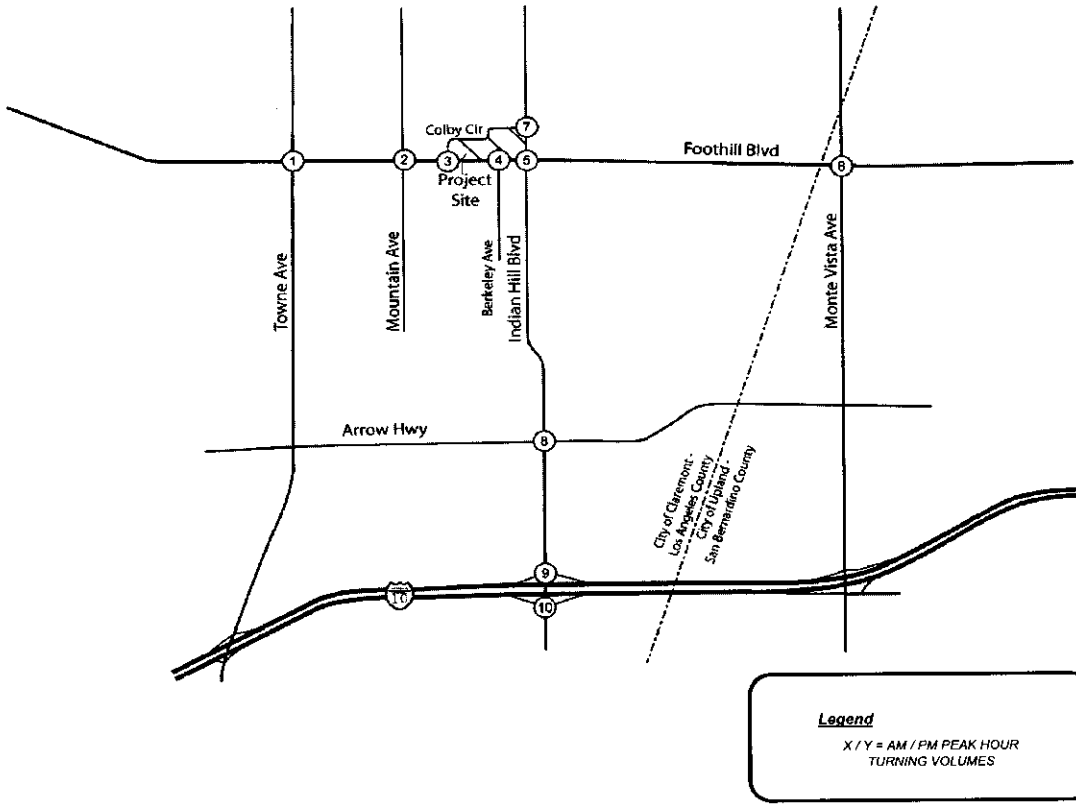 Colby Cir
7
1
2
3
4
5
Foothill Blvd
6
Project
Site
Towne Ave
Mountain Ave
Berkeley Ave
Indian Hill Blvd
Monte Vista Ave
Arrow Hwy
8
City of Claremont -
Los Angeles County
City of Upland -
San Bernardino County
9
10
10
Legend
X / Y = AM / PM PEAK HOUR
TURNING VOLUMES